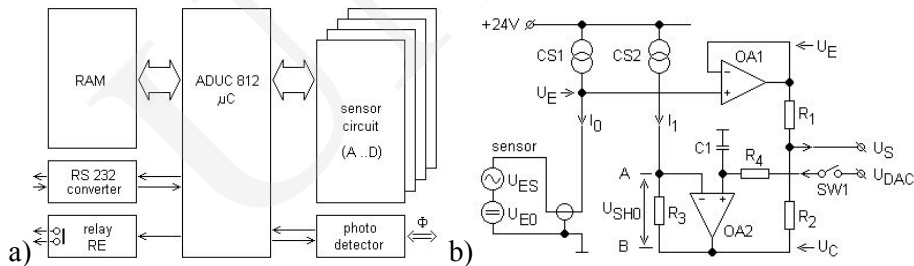 a)
RAM
ADUC 812
µC
sensor
circuit
(A ..D)
RS 232
converter
relay
RE
photo
detector
Φ
b)
+24V
CS1
CS2
OA1
U_E
U_E
I_0
I_1
R_1
C1
R_4
U_S
U_DAC
SW1
sensor
U_ES
U_E0
A
U_SH0
R_3
B
OA2
R_2
U_C